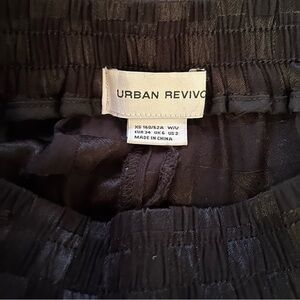 URBAN REVIVO
XS 160/62A W/U
EUR 34 UK 6 US 2
MADE IN CHINA